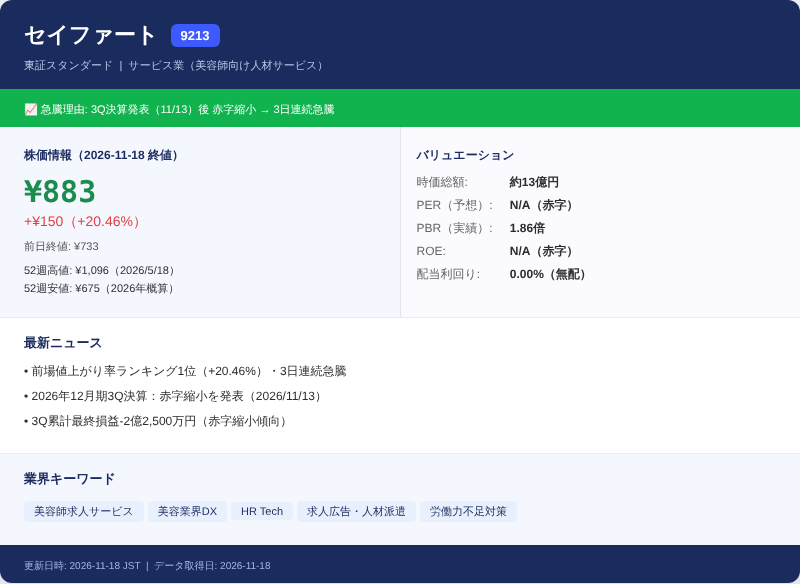 セイファート 9213
東証スタンダード | サービス業（美容師向け人材サービス）
📈 急騰理由: 3Q決算発表（11/13）後 赤字縮小 → 3日連続急騰
株価情報（2026-11-18 終値）
¥883
+¥150（+20.46%）
前日終値: ¥733
52週高値: ¥1,096（2026/5/18）
52週安値: ¥675（2026年概算）
バリュエーション
時価総額: 約13億円
PER（予想）: N/A（赤字）
PBR（実績）: 1.86倍
ROE: N/A（赤字）
配当利回り: 0.00%（無配）
最新ニュース
• 前場値上がり率ランキング1位（+20.46%）・3日連続急騰
• 2026年12月期3Q決算：赤字縮小を発表（2026/11/13）
• 3Q累計最終損益-2億2,500万円（赤字縮小傾向）
業界キーワード
美容師求人サービス 美容業界DX HR Tech 求人広告・人材派遣 労働力不足対策
更新日時: 2026-11-18 JST | データ取得日: 2026-11-18